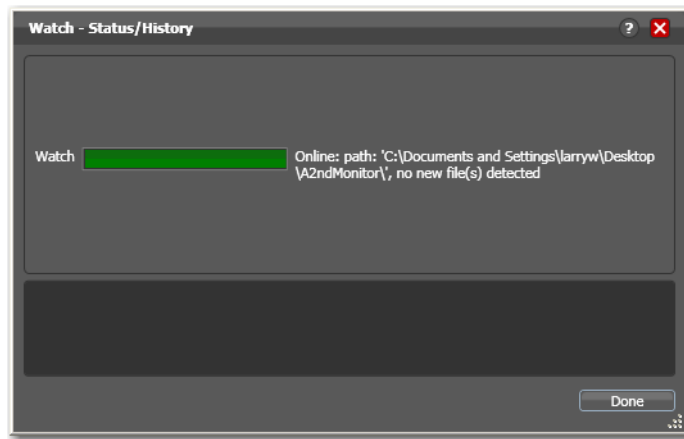 Watch - Status/History
?
Watch
Online: path: 'C:\Documents and Settings\larryw\Desktop
\A2ndMonitor\', no new file(s) detected
Done